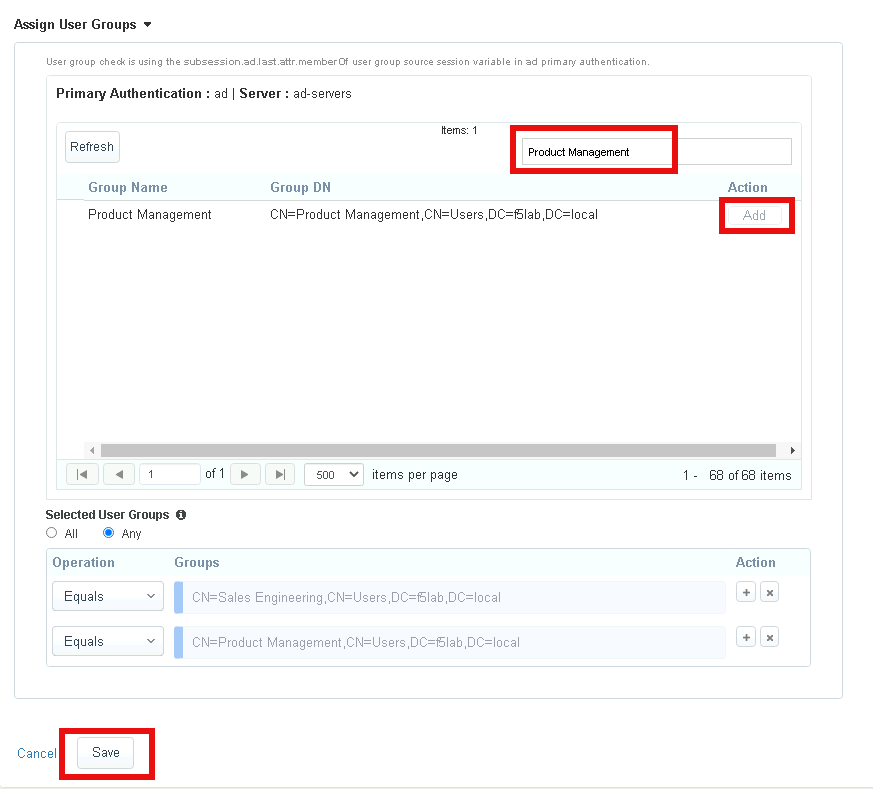 Assign User Groups
User group check is using the subsession.ad.last.attr.memberOf user group source session variable in ad primary authentication.
Primary Authentication : ad | Server : ad-servers
Items: 1
Refresh
Product Management
Group Name Group DN Action
Product Management CN=Product Management,CN=Users,DC=f5lab,DC=local Add
1 of 1 500 items per page 1 - 68 of 68 items
Selected User Groups
All Any
Operation Groups Action
Equals CN=Sales Engineering,CN=Users,DC=f5lab,DC=local + x
Equals CN=Product Management,CN=Users,DC=f5lab,DC=local + x
Cancel Save